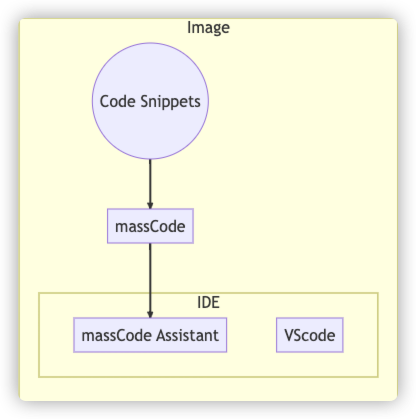 Image
Code Snippets
massCode
IDE
massCode Assistant
VScode